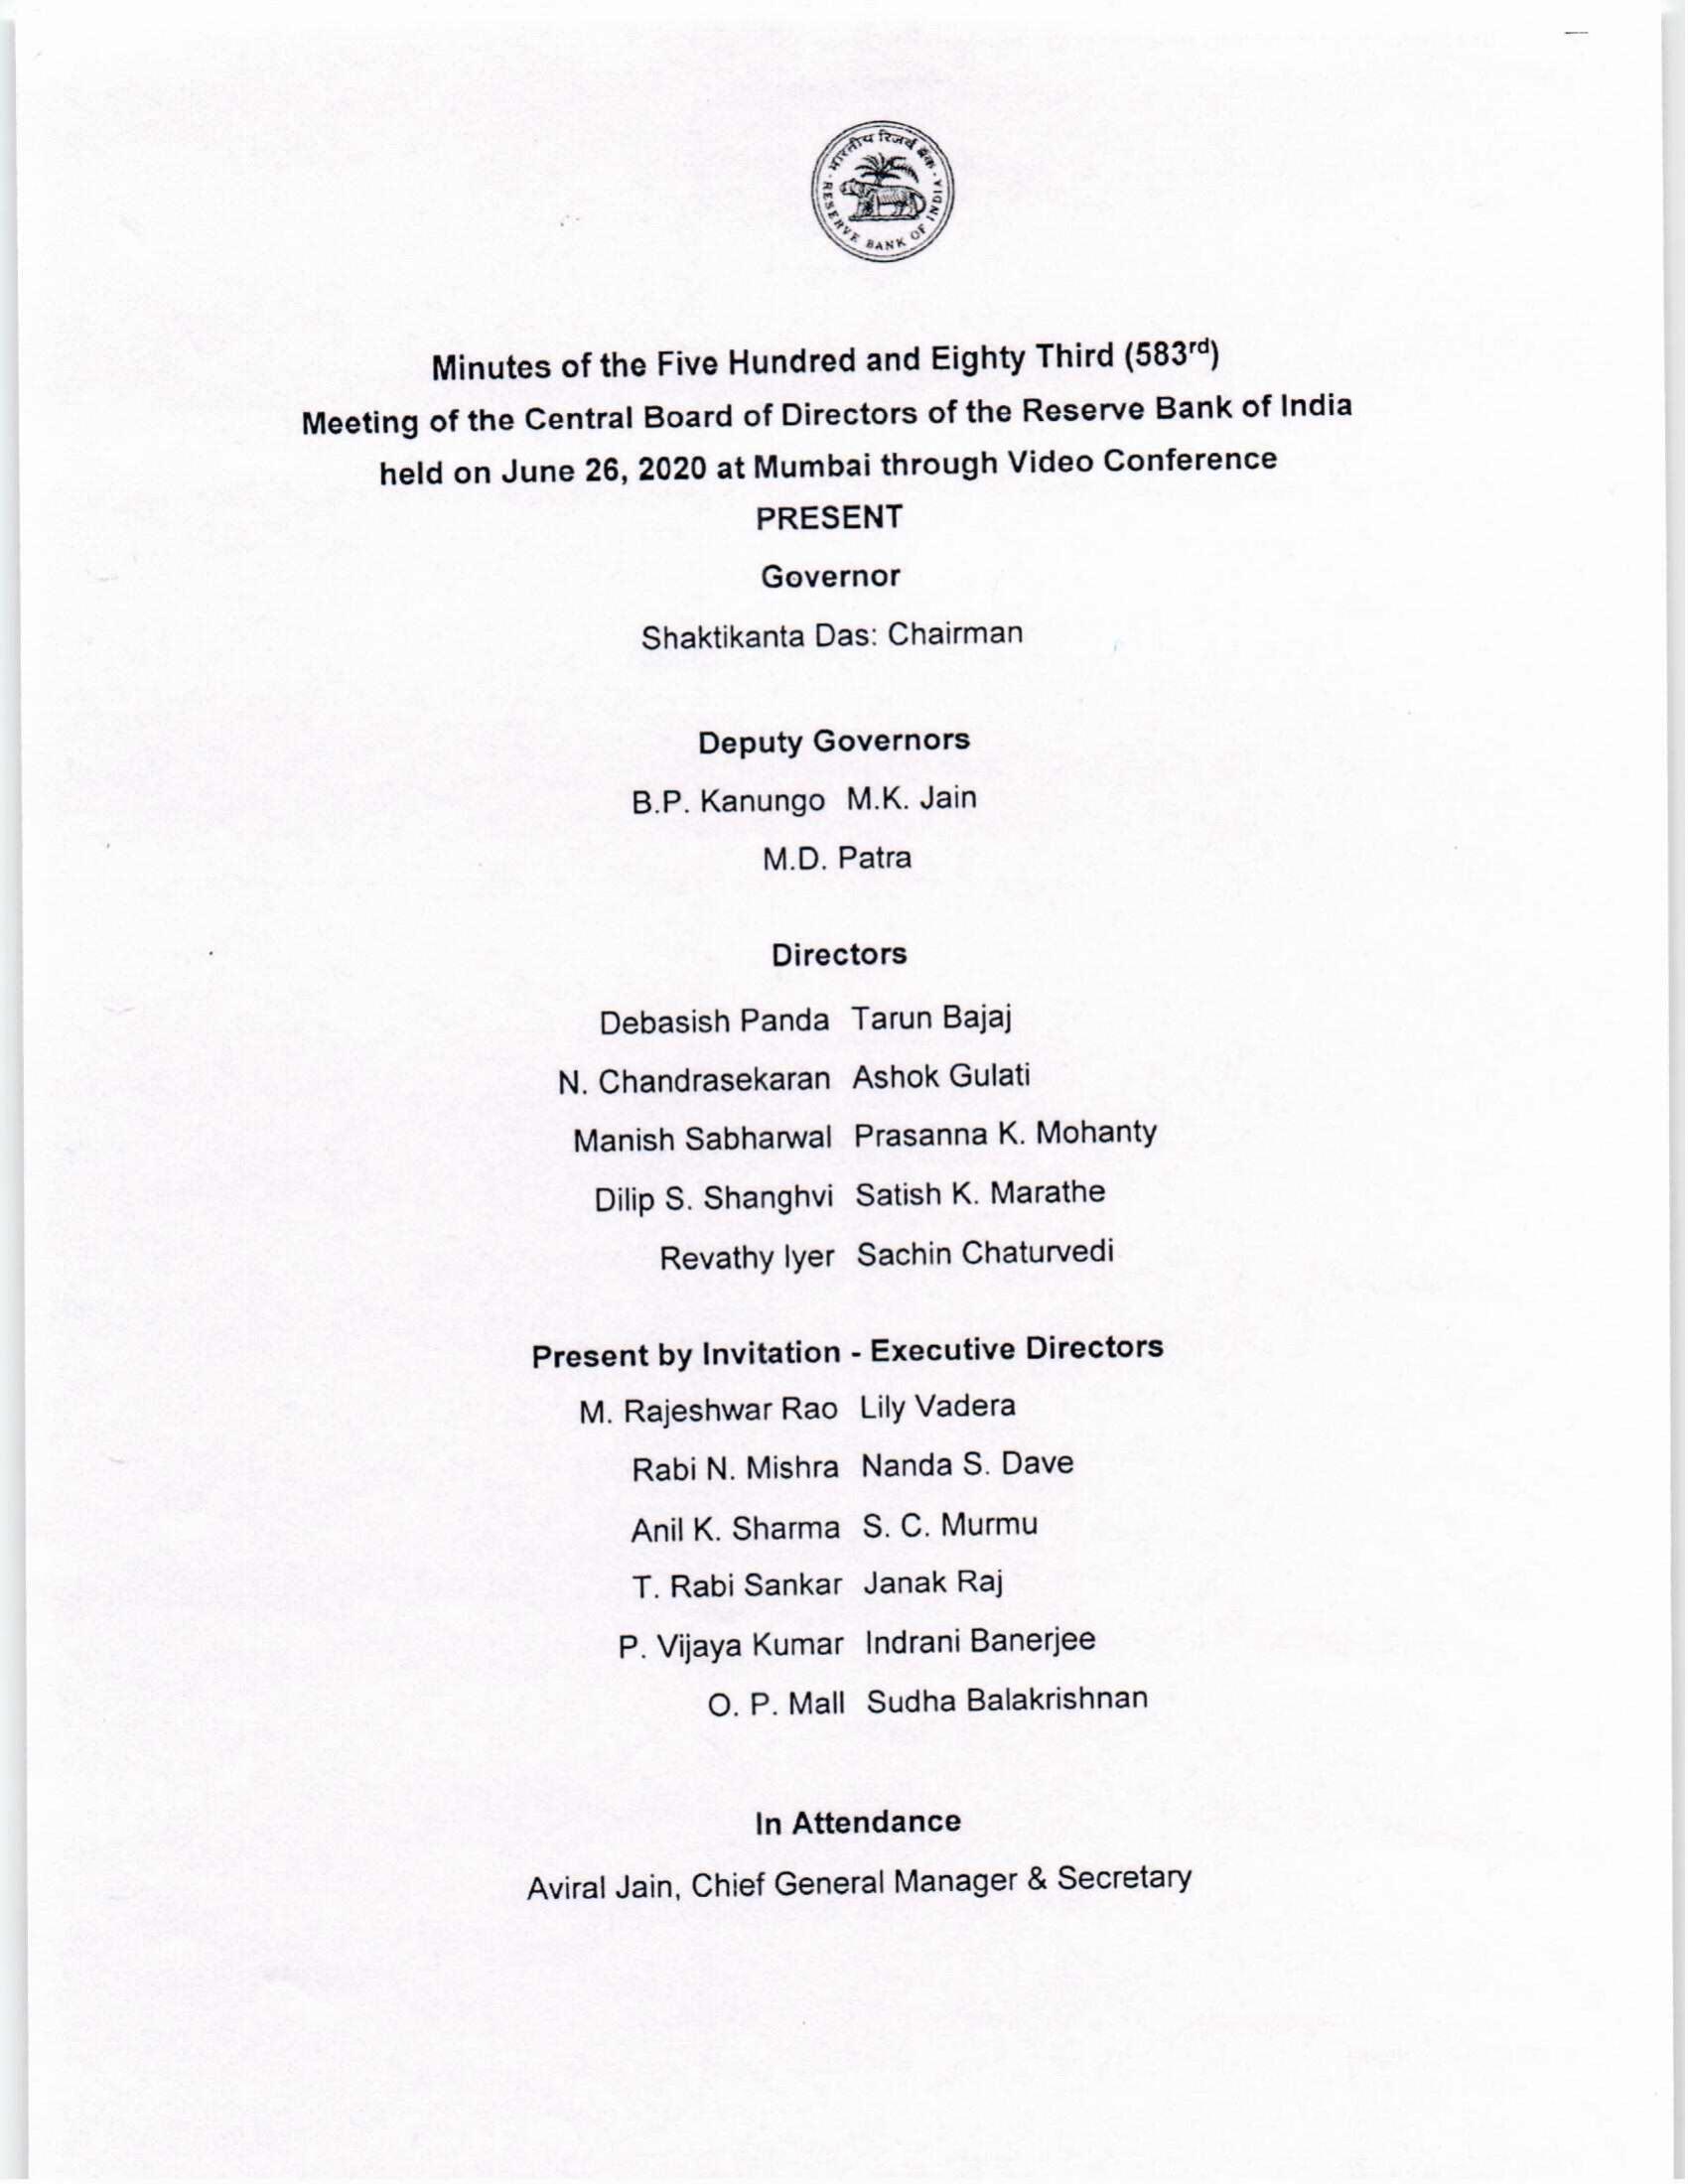 भारतीय रिज़र्व बैंक
RESERVE BANK OF INDIA
Minutes of the Five Hundred and Eighty Third (583rd)
Meeting of the Central Board of Directors of the Reserve Bank of India
held on June 26, 2020 at Mumbai through Video Conference
PRESENT
Governor
Shaktikanta Das: Chairman
Deputy Governors
B.P. Kanungo M.K. Jain
M.D. Patra
Directors
Debasish Panda Tarun Bajaj
N. Chandrasekaran Ashok Gulati
Manish Sabharwal Prasanna K. Mohanty
Dilip S. Shanghvi Satish K. Marathe
Revathy Iyer Sachin Chaturvedi
Present by Invitation - Executive Directors
M. Rajeshwar Rao Lily Vadera
Rabi N. Mishra Nanda S. Dave
Anil K. Sharma S. C. Murmu
T. Rabi Sankar Janak Raj
P. Vijaya Kumar Indrani Banerjee
O. P. Mall Sudha Balakrishnan
In Attendance
Aviral Jain, Chief General Manager & Secretary